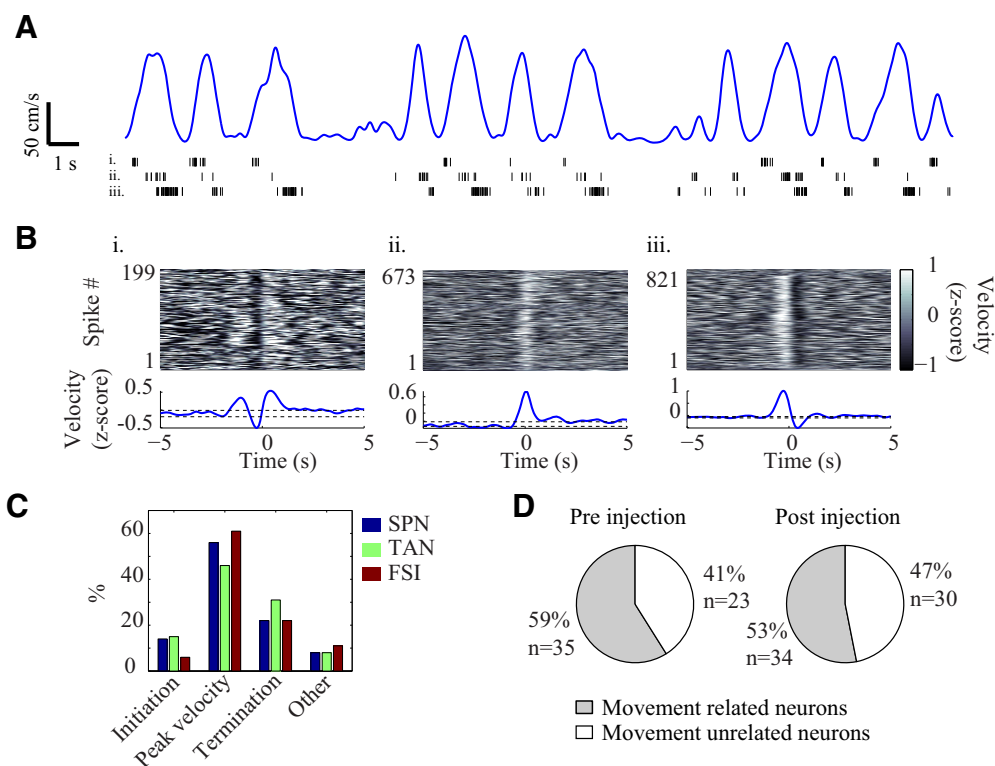 A
50 cm/s
1 s
i.
ii.
iii.
B
i.
ii.
iii.
Spike #
199
1
673
1
821
1
1
0
−1
Velocity
(z-score)
Velocity
(z-score)
0.5
-0.5
−5
0
5
Time (s)
0.6
0
−5
0
5
Time (s)
1
0
−5
0
5
Time (s)
C
%
60
40
20
0
Initiation
Peak velocity
Termination
Other
SPN
TAN
FSI
D
Pre injection
59%
n=35
41%
n=23
Post injection
53%
n=34
47%
n=30
Movement related neurons
Movement unrelated neurons